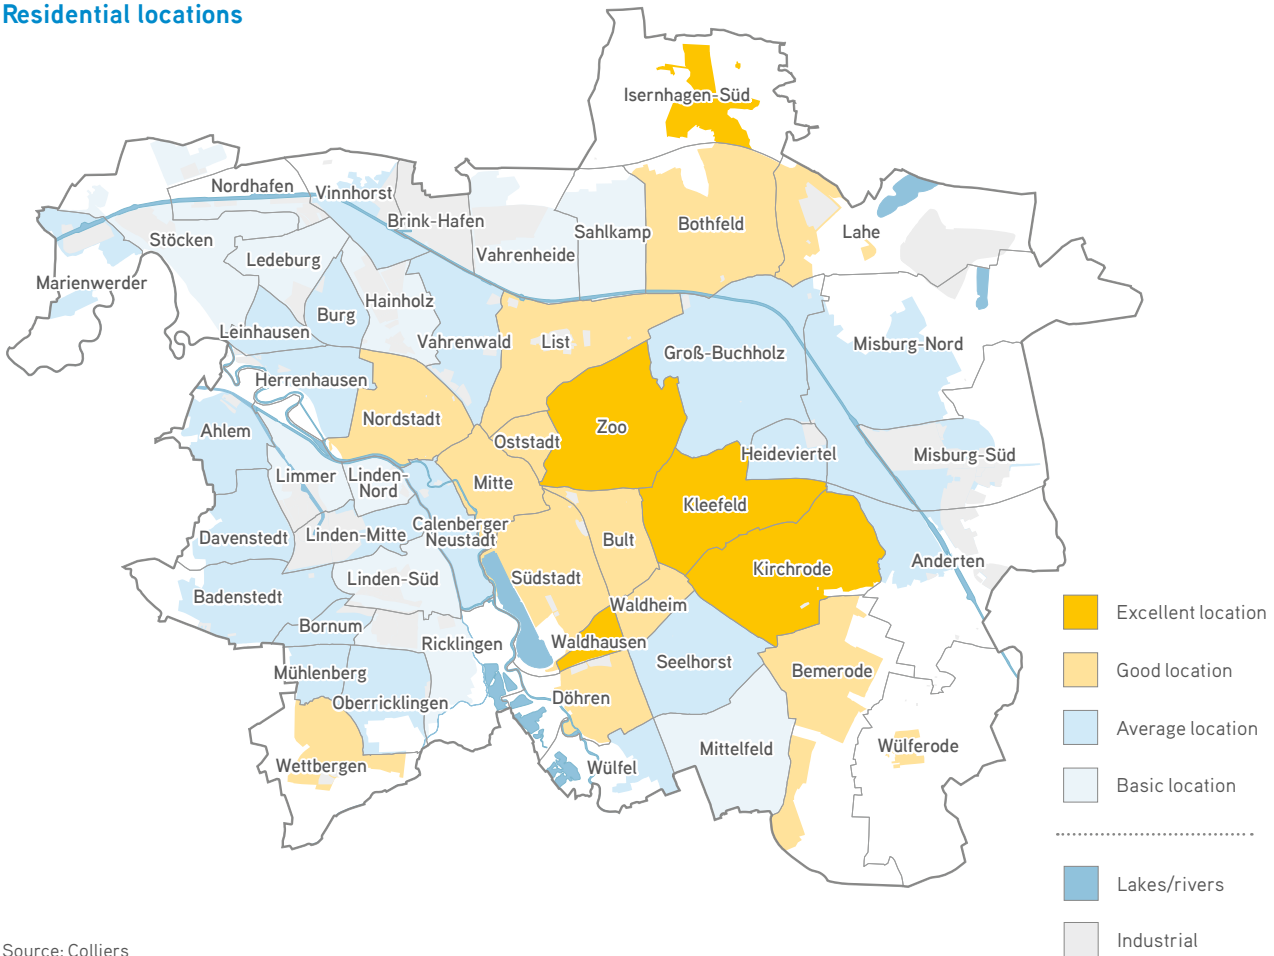 Residential locations
Isernhagen-Süd
Nordhafen
Vinnhorst
Brink-Hafen
Stöcken
Ledeburg
Sahlkamp
Bothfeld
Lahe
Vahrenheide
Marienwerder
Hainholz
Burg
Leinhausen
Vahrenwald
List
Groß-Buchholz
Misburg-Nord
Herrenhausen
Nordstadt
Zoo
Ahlem
Oststadt
Heideviertel
Misburg-Süd
Limmer
Linden-
Nord
Mitte
Kleefeld
Davenstedt
Linden-Mitte
Calenberger
Neustadt
Bult
Anderten
Kirchrode
Linden-Süd
Südstadt
Badenstedt
Waldheim
Bornum
Ricklingen
Waldhausen
Seelhorst
Mühlenberg
Bemerode
Oberricklingen
Döhren
Mittelfeld
Wülferode
Wettbergen
Wülfel
Excellent location
Good location
Average location
Basic location
Lakes/rivers
Industrial
Source: Colliers